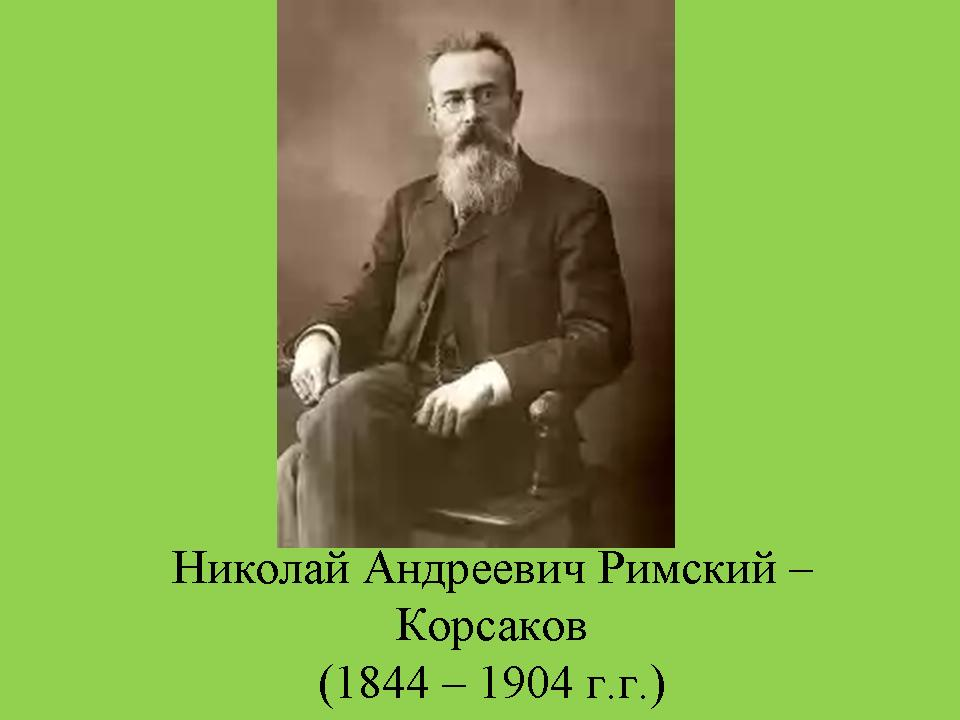 Николай Андреевич Римский –
Корсаков
(1844 – 1904 г.г.)